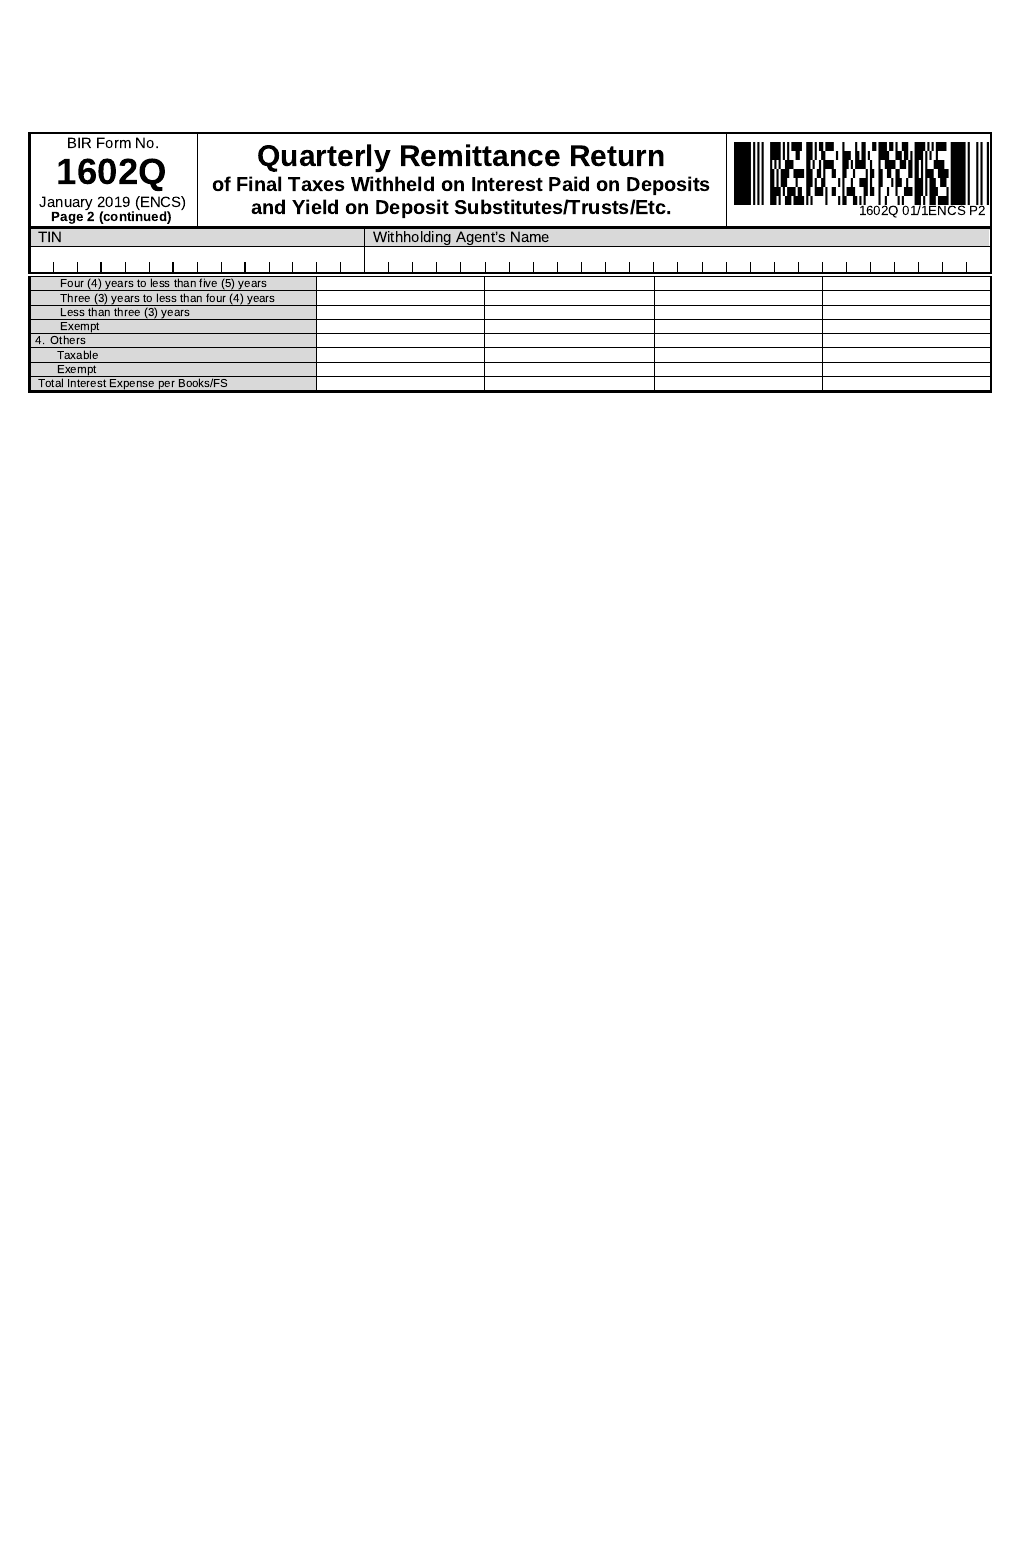 BIR Form No.
1602Q
January 2019 (ENCS)
Page 2 (continued)
Quarterly Remittance Return
of Final Taxes Withheld on Interest Paid on Deposits
and Yield on Deposit Substitutes/Trusts/Etc.
1602Q 01/1ENCS P2
TIN
Withholding Agent's Name
Four (4) years to less than five (5) years
Three (3) years to less than four (4) years
Less than three (3) years
Exempt
4. Others
Taxable
Exempt
Total Interest Expense per Books/FS